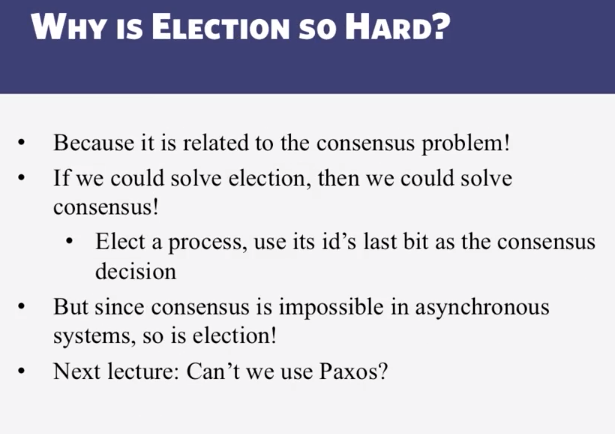 WHY IS ELECTION SO HARD?
• Because it is related to the consensus problem!
• If we could solve election, then we could solve
consensus!
• Elect a process, use its id’s last bit as the consensus
decision
• But since consensus is impossible in asynchronous
systems, so is election!
• Next lecture: Can’t we use Paxos?